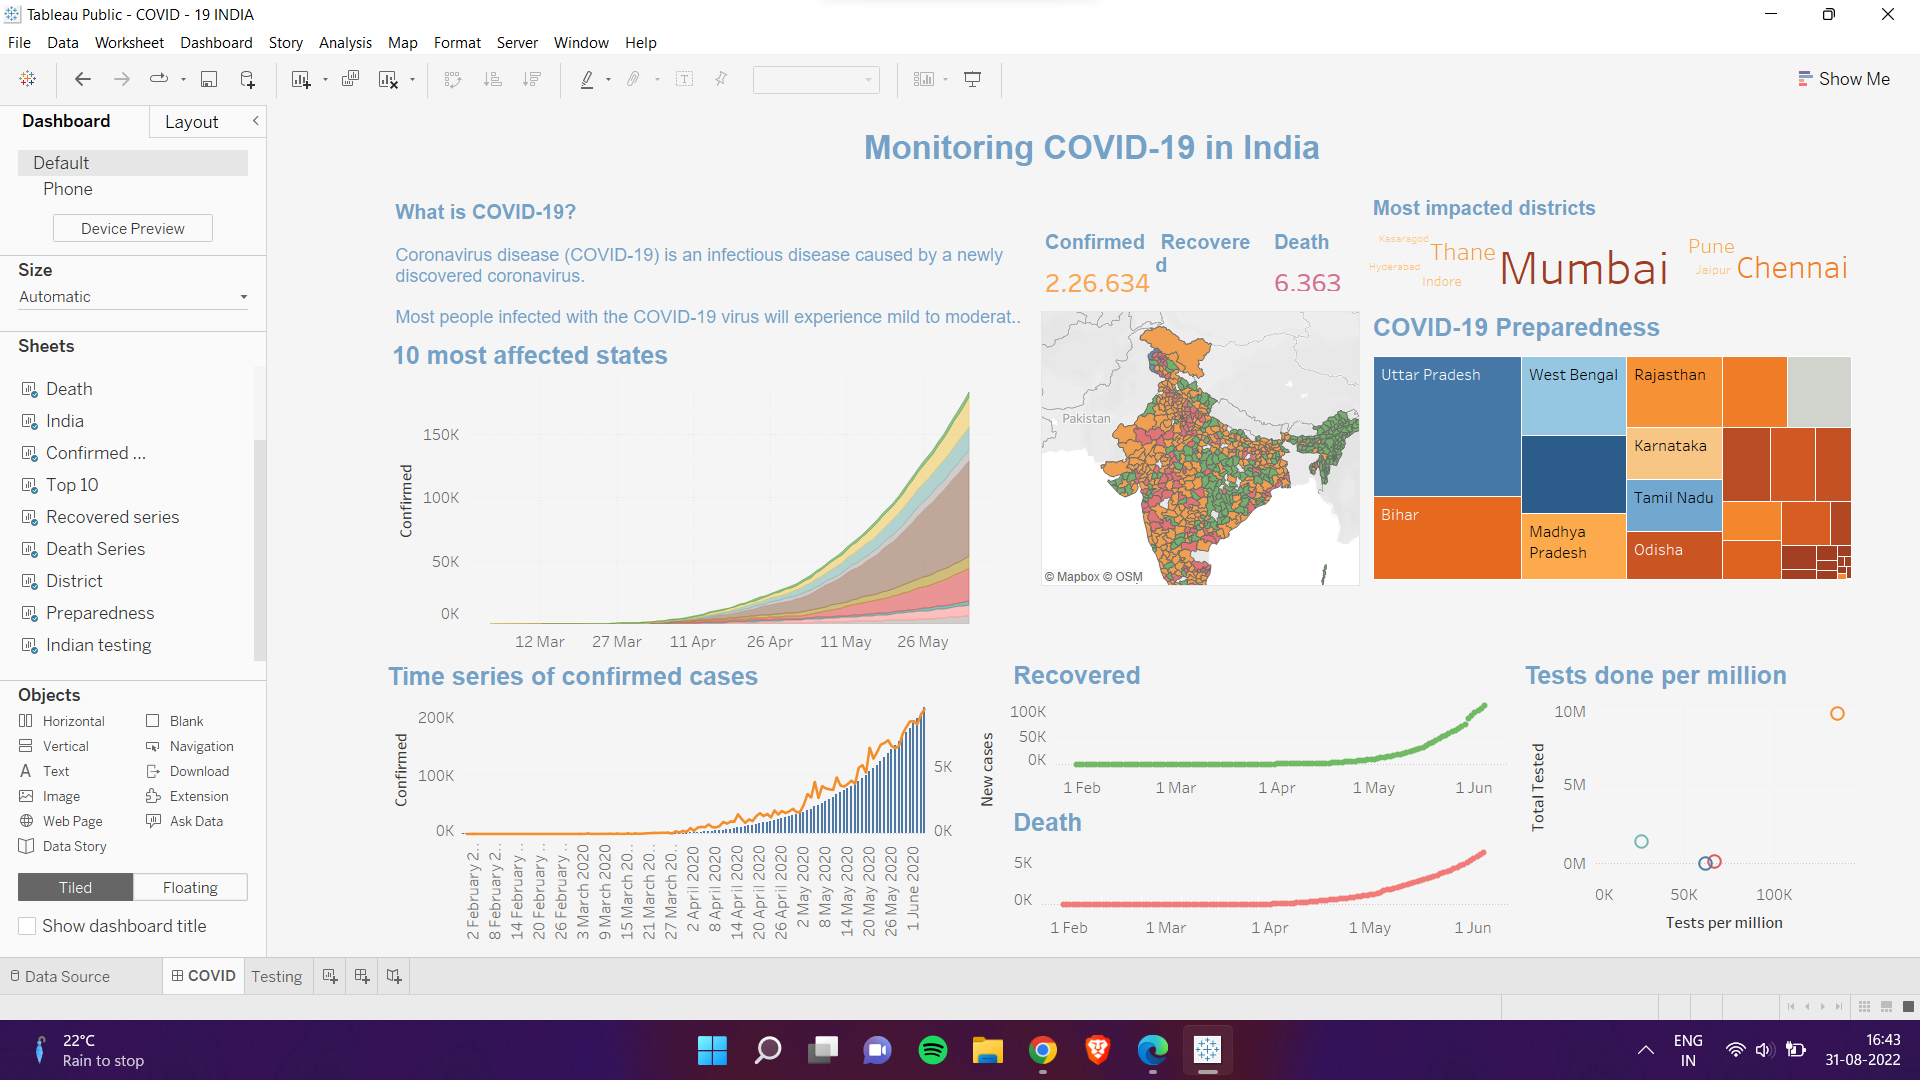 Tableau Public - COVID - 19 INDIA
File Data Worksheet Dashboard Story Analysis Map Format Server Window Help
Show Me
Dashboard Layout
Default
Phone
Device Preview
Size
Automatic
Sheets
Death
India
Confirmed ...
Top 10
Recovered series
Death Series
District
Preparedness
Indian testing
Objects
Horizontal Blank
Vertical Navigation
Text Download
Image Extension
Web Page Ask Data
Data Story
Tiled Floating
Show dashboard title
Monitoring COVID-19 in India
What is COVID-19?
Coronavirus disease (COVID-19) is an infectious disease caused by a newly
discovered coronavirus.
Most people infected with the COVID-19 virus will experience mild to moderat..
Confirmed Recovere
d
Death
2,26,634
6,363
Most impacted districts
Kasaragod
Thane
Mumbai
Pune
Hyderabad
Indore
Jaipur
Chennai
10 most affected states
Confirmed
150K
100K
50K
0K
12 Mar 27 Mar 11 Apr 26 Apr 11 May 26 May
Pakistan
© Mapbox © OSM
COVID-19 Preparedness
Uttar Pradesh
West Bengal
Rajasthan
Karnataka
Tamil Nadu
Bihar
Madhya
Pradesh
Odisha
Time series of confirmed cases
Confirmed
200K
100K
0K
5K
0K
New cases
2 February 2..
8 February 2..
14 February ..
20 February ..
26 February ..
3 March 2020
9 March 2020
15 March 20..
21 March 20..
27 March 20..
2 April 2020
8 April 2020
14 April 2020
20 April 2020
26 April 2020
2 May 2020
8 May 2020
14 May 2020
20 May 2020
26 May 2020
1 June 2020
Recovered
100K
50K
0K
1 Feb 1 Mar 1 Apr 1 May 1 Jun
Death
5K
0K
1 Feb 1 Mar 1 Apr 1 May 1 Jun
Tests done per million
Total Tested
10M
5M
0M
0K 50K 100K
Tests per million
Data Source COVID Testing
22°C
Rain to stop
ENG
IN
16:43
31-08-2022